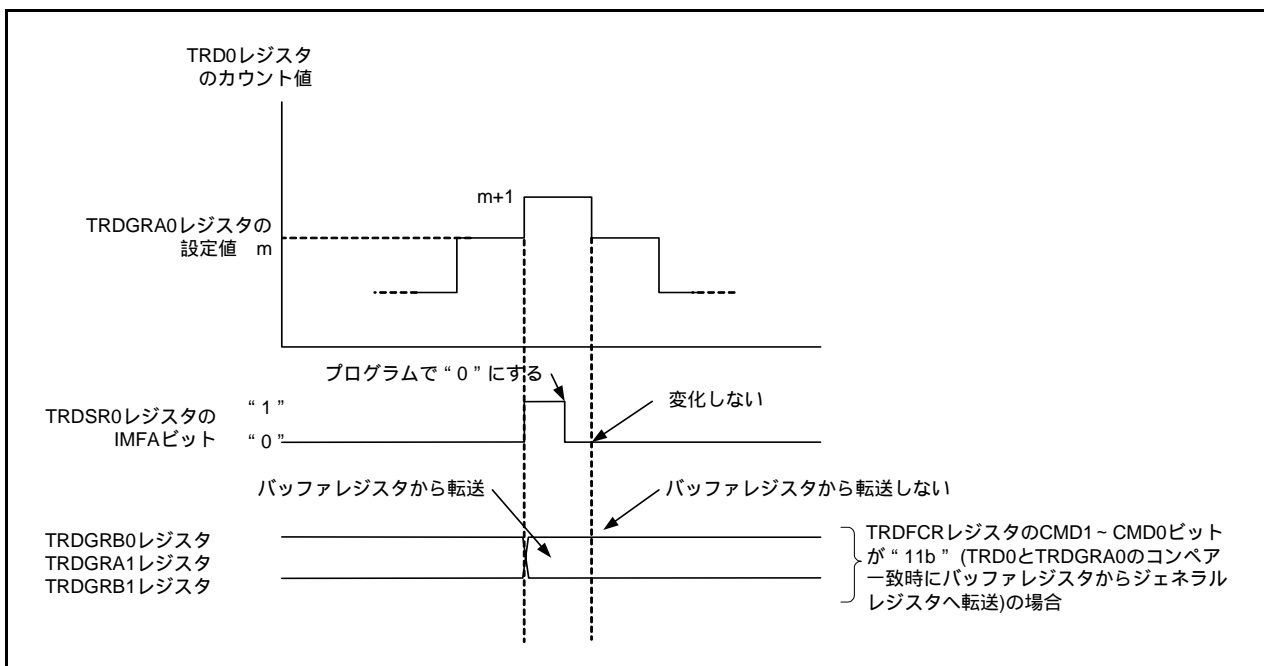 TRD0レジスタ
のカウント値
m+1
TRDGRA0レジスタの
設定値 m
プログラムで“0”にする
変化しない
TRDSR0レジスタの
IMFAビット
“1”
“0”
バッファレジスタから転送
バッファレジスタから転送しない
TRDGRB0レジスタ
TRDGRA1レジスタ
TRDGRB1レジスタ
TRDFCRレジスタのCMD1~CMD0ビット
が“11b”(TRD0とTRDGRA0のコンペア
一致時にバッファレジスタからジェネラル
レジスタへ転送)の場合